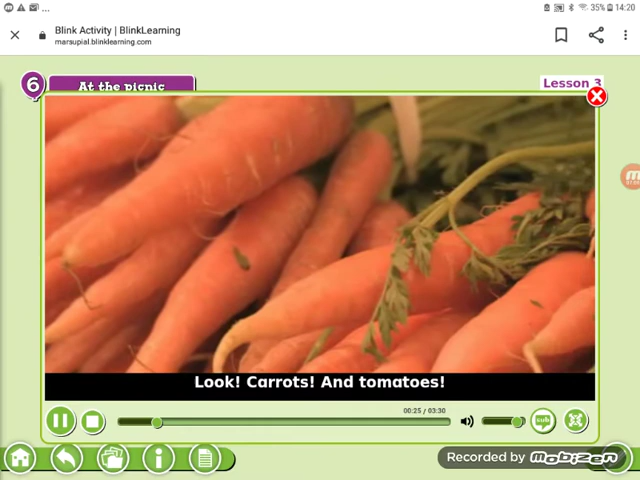 ... 35% 14:20
Blink Activity | BlinkLearning
marsupial.blinklearning.com
6 At the picnic Lesson 3
Look! Carrots! And tomatoes!
00:25 / 03:30
sub
Recorded by Mobizen